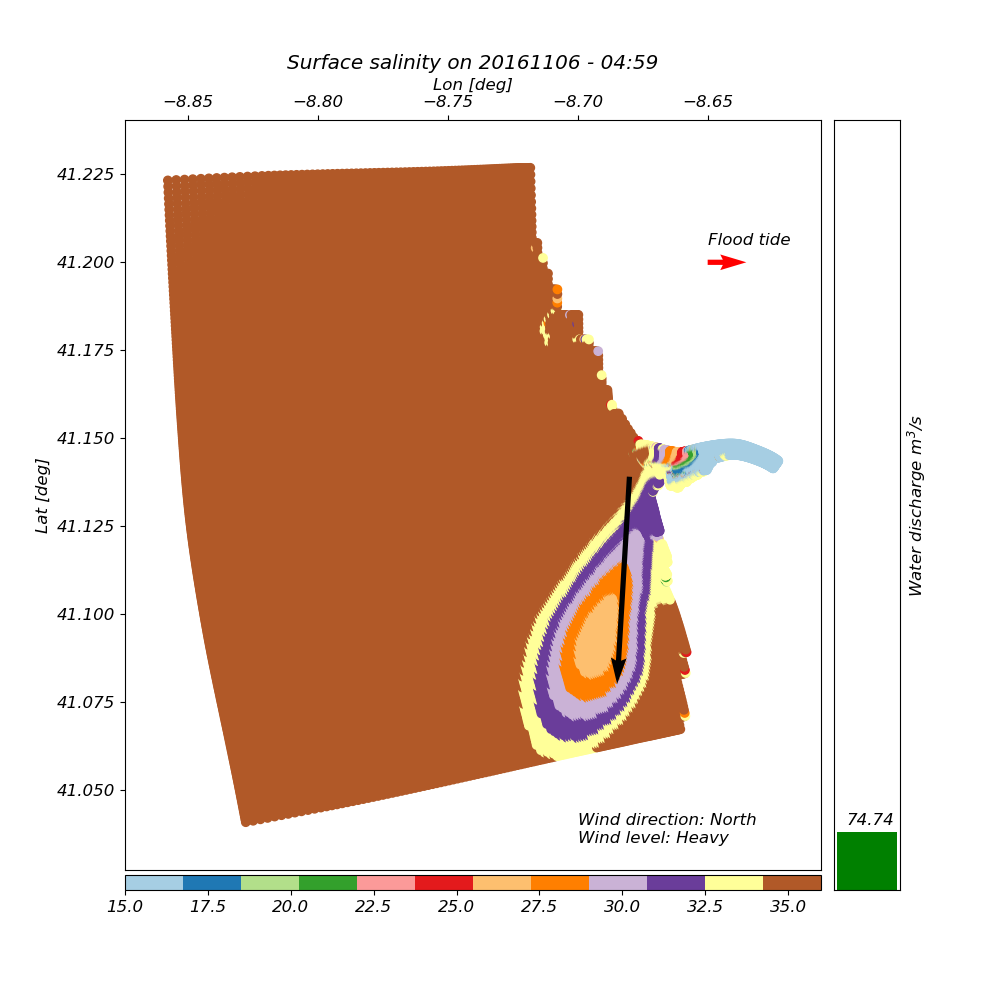 Surface salinity on 20161106 - 04:59
Lon [deg]
−8.85 −8.80 −8.75 −8.70 −8.65
41.225
41.200
41.175
41.150
41.125
41.100
41.075
41.050
Lat [deg]
Flood tide
Wind direction: North
Wind level: Heavy
74.74
Water discharge m³/s
15.0 17.5 20.0 22.5 25.0 27.5 30.0 32.5 35.0